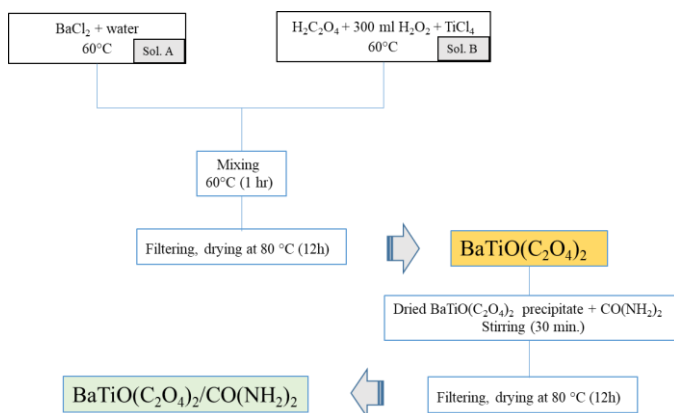 BaCl₂ + water
60°C
Sol. A
H₂C₂O₄ + 300 ml H₂O₂ + TiCl₄
60°C
Sol. B
Mixing
60°C (1 hr)
Filtering, drying at 80 °C (12h)
BaTiO(C₂O₄)₂
Dried BaTiO(C₂O₄)₂ precipitate + CO(NH₂)₂
Stirring (30 min.)
Filtering, drying at 80 °C (12h)
BaTiO(C₂O₄)₂/CO(NH₂)₂